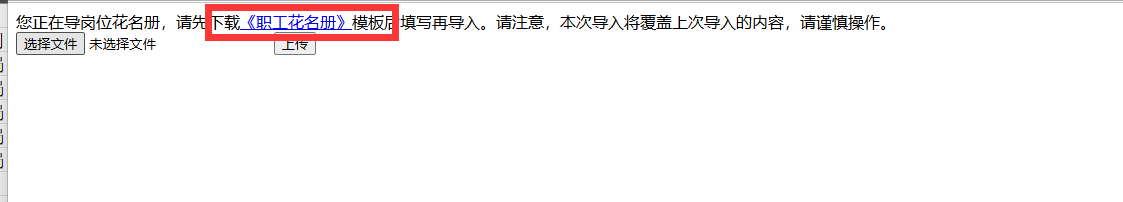 您正在导岗位花名册，请先下载《职工花名册》模板后填写再导入。请注意，本次导入将覆盖上次导入的内容，请谨慎操作。
选择文件 未选择文件 上传